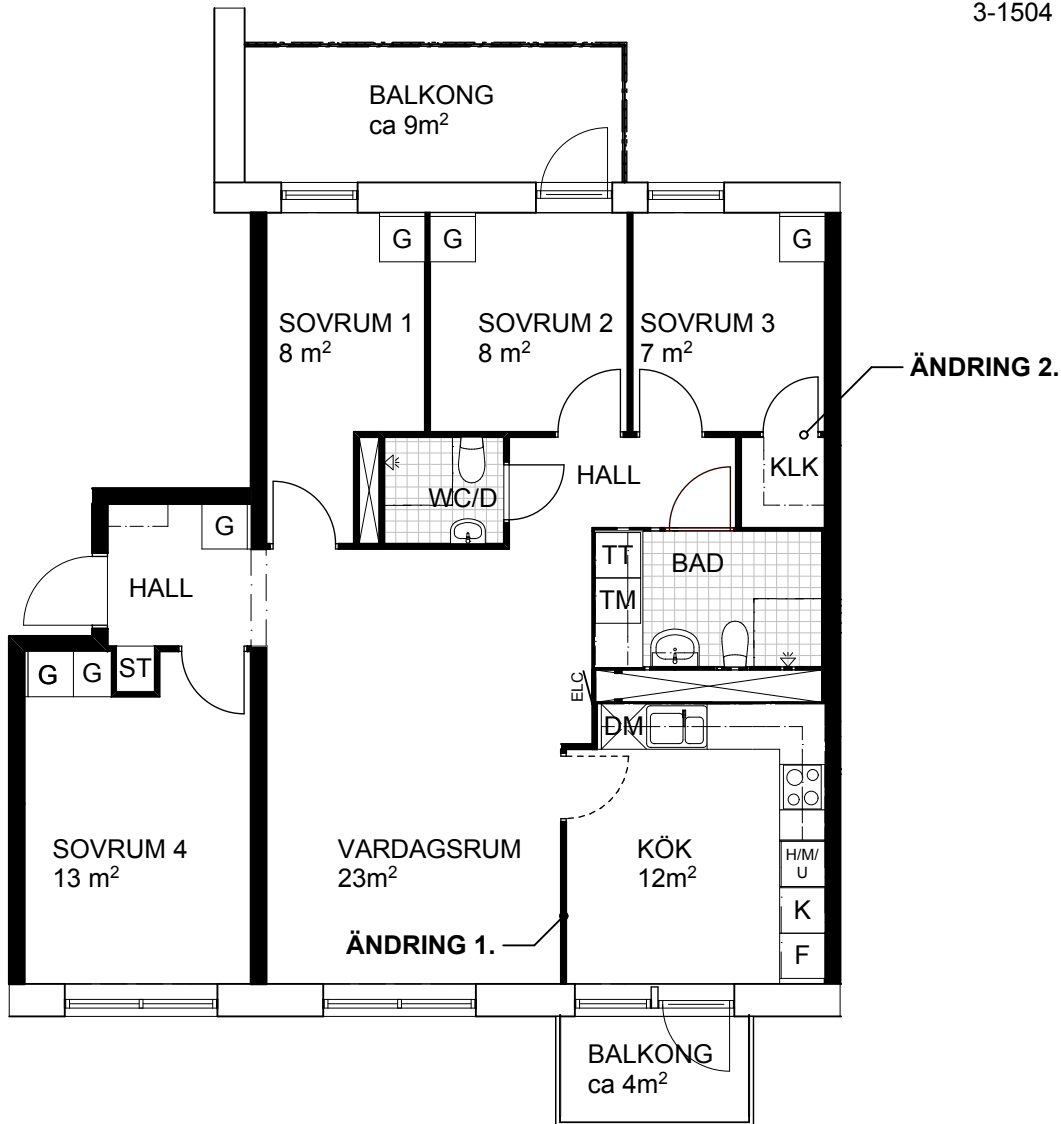 3-1504
BALKONG
ca 9m²
G
G
G
SOVRUM 1
8 m²
SOVRUM 2
8 m²
SOVRUM 3
7 m²
ÄNDRING 2.
KLK
HALL
WC/D
G
HALL
TT
TM
BAD
ST
G
G
ELC
DM
SOVRUM 4
13 m²
VARDAGSRUM
23m²
KÖK
12m²
H/M/
U
K
F
ÄNDRING 1.
BALKONG
ca 4m²